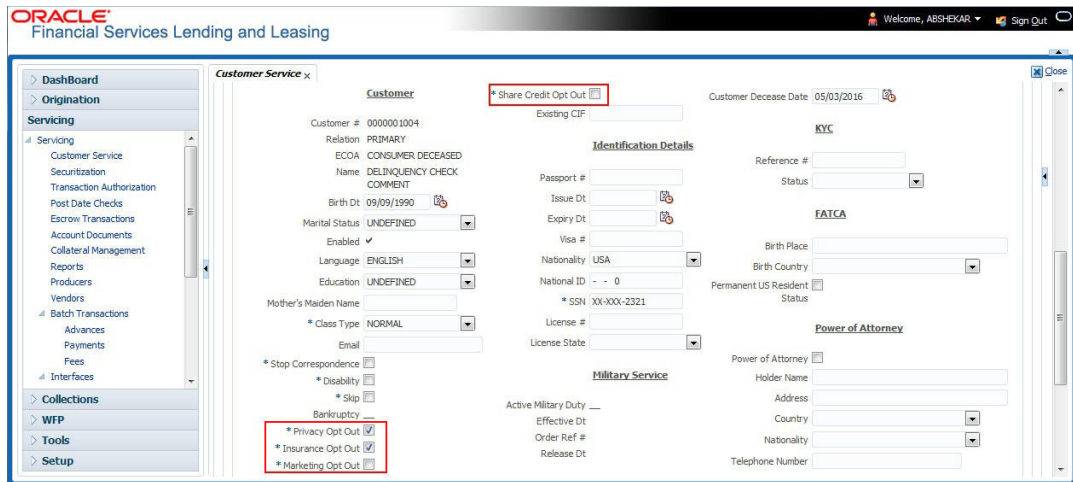 ORACLE®
Financial Services Lending and Leasing
Welcome, ABSHEKAR
Sign Out
DashBoard
Origination
Servicing
Servicing
Customer Service
Securitization
Transaction Authorization
Post Date Checks
Escrow Transactions
Account Documents
Collateral Management
Reports
Producers
Vendors
Batch Transactions
Advances
Payments
Fees
Interfaces
Collections
WFP
Tools
Setup
Customer Service x
Close
Customer
Customer # 0000001004
Relation PRIMARY
ECOA CONSUMER DECEASED
Name DELINQUENCY CHECK
COMMENT
Birth Dt 09/09/1990
Marital Status UNDEFINED
Enabled ✔
Language ENGLISH
Education UNDEFINED
Mother's Maiden Name
* Class Type NORMAL
Email
* Stop Correspondence
* Disability
* Skip
Bankruptcy __
* Privacy Opt Out
* Insurance Opt Out
* Marketing Opt Out
* Share Credit Opt Out
Existing CIF
Identification Details
Passport #
Issue Dt
Expiry Dt
Visa #
Nationality USA
National ID - - 0
* SSN XX-XXX-2321
License #
License State
Military Service
Active Military Duty __
Effective Dt
Order Ref #
Release Dt
Customer Decease Date 05/03/2016
KYC
Reference #
Status
FATCA
Birth Place
Birth Country
Permanent US Resident
Status
Power of Attorney
Power of Attorney
Holder Name
Address
Country
Nationality
Telephone Number